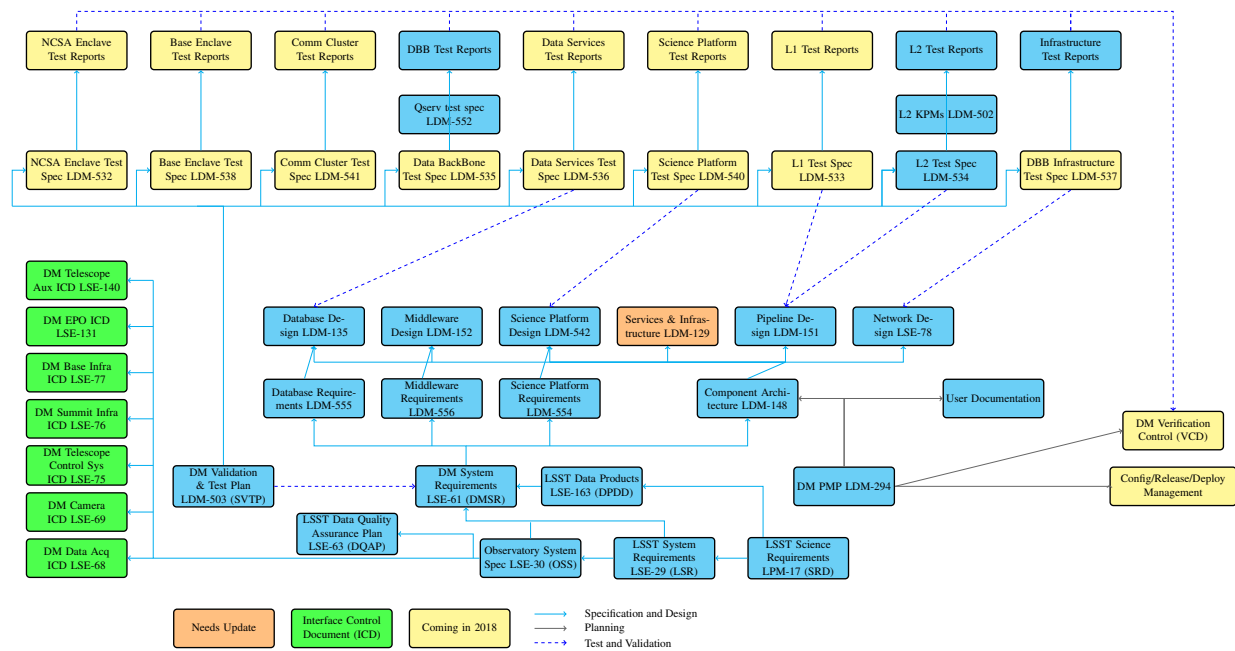 NCSA Enclave
Test Reports
Base Enclave
Test Reports
Comm Cluster
Test Reports
DBB Test Reports
Data Services
Test Reports
Science Platform
Test Reports
L1 Test Reports
L2 Test Reports
Infrastructure
Test Reports
Qserv test spec
LDM-552
L2 KPMs LDM-502
NCSA Enclave Test
Spec LDM-532
Base Enclave Test
Spec LDM-538
Comm Cluster Test
Spec LDM-541
Data BackBone
Test Spec LDM-535
Data Services Test
Spec LDM-536
Science Platform
Test Spec LDM-540
L1 Test Spec
LDM-533
L2 Test Spec
LDM-534
DBB Infrastructure
Test Spec LDM-537
DM Telescope
Aux ICD LSE-140
DM EPO ICD
LSE-131
DM Base Infra
ICD LSE-77
DM Summit Infra
ICD LSE-76
DM Telescope
Control Sys
ICD LSE-75
DM Camera
ICD LSE-69
DM Data Acq
ICD LSE-68
Database De-
sign LDM-135
Middleware
Design LDM-152
Science Platform
Design LDM-542
Services & Infras-
tructure LDM-129
Pipeline De-
sign LDM-151
Network De-
sign LSE-78
Database Require-
ments LDM-555
Middleware
Requirements
LDM-556
Science Platform
Requirements
LDM-554
Component Archi-
tecture LDM-148
User Documentation
DM Verification
Control (VCD)
DM Validation
& Test Plan
LDM-503 (SVTP)
DM System
Requirements
LSE-61 (DMSR)
LSST Data Products
LSE-163 (DPDD)
DM PMP LDM-294
Config/Release/Deploy
Management
LSST Data Quality
Assurance Plan
LSE-63 (DQAP)
Observatory System
Spec LSE-30 (OSS)
LSST System
Requirements
LSE-29 (LSR)
LSST Science
Requirements
LPM-17 (SRD)
Needs Update
Interface Control
Document (ICD)
Coming in 2018
Specification and Design
Planning
Test and Validation